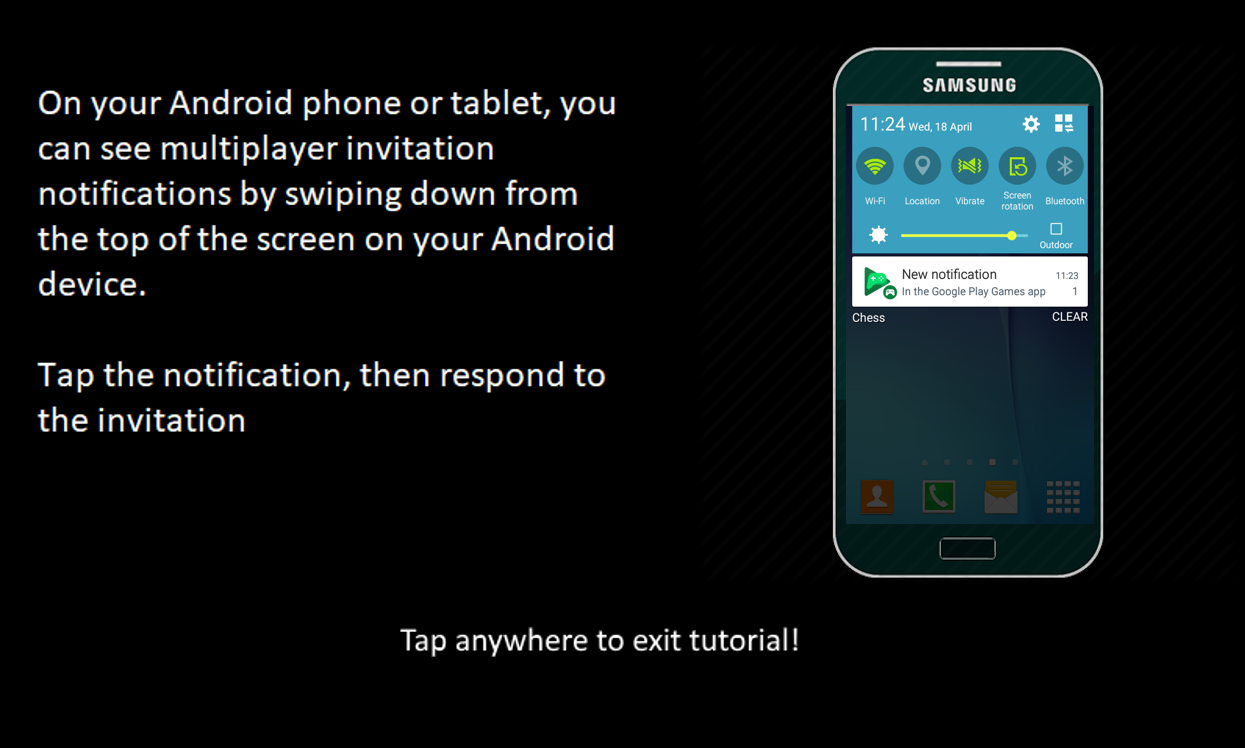 On your Android phone or tablet, you
can see multiplayer invitation
notifications by swiping down from
the top of the screen on your Android
device.
Tap the notification, then respond to
the invitation
SAMSUNG
11:24 Wed, 18 April
Wi-Fi Location Vibrate Screen rotation Bluetooth
Outdoor
New notification 11:23
In the Google Play Games app 1
Chess CLEAR
Tap anywhere to exit tutorial!